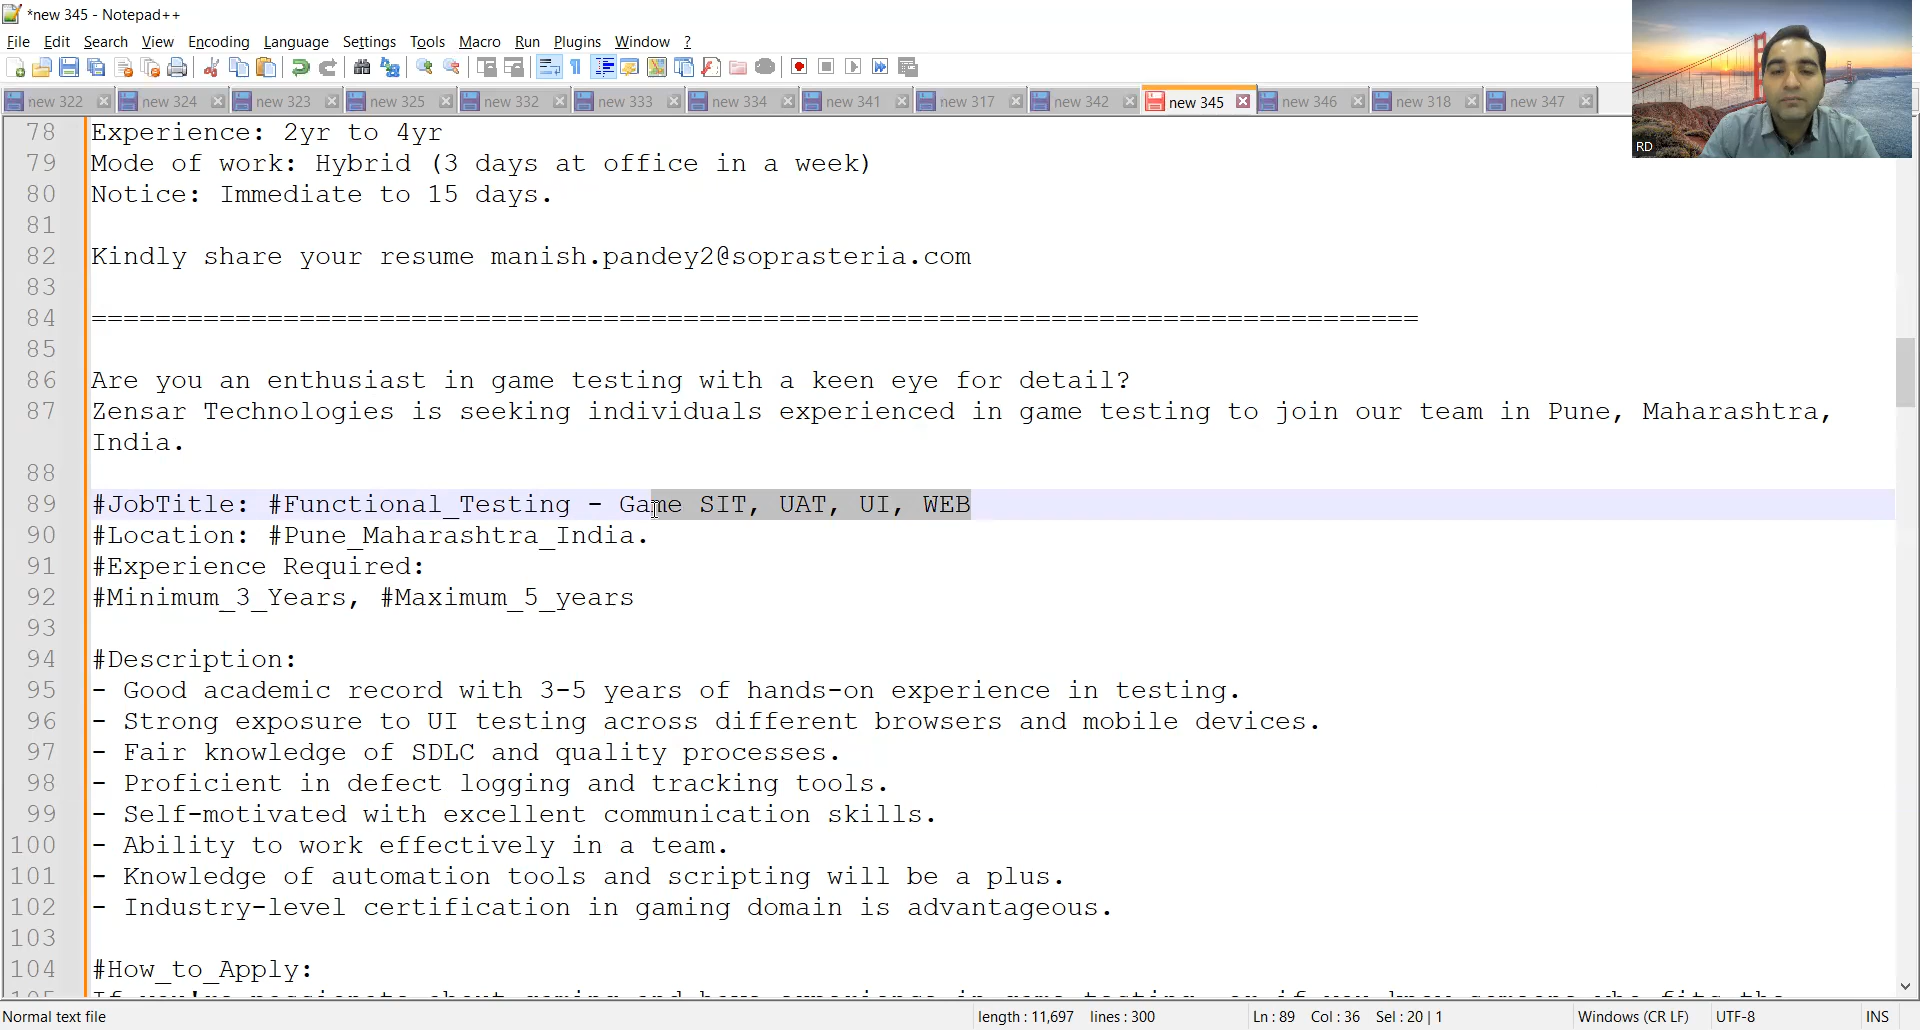 *new 345 - Notepad++
File Edit Search View Encoding Language Settings Tools Macro Run Plugins Window ?
new 322 new 324 new 323 new 325 new 332 new 333 new 334 new 341 new 317 new 342 new 345 new 346 new 318 new 347
RD
78 Experience: 2yr to 4yr
79 Mode of work: Hybrid (3 days at office in a week)
80 Notice: Immediate to 15 days.
81
82 Kindly share your resume manish.pandey2@soprasteria.com
83
84 ===================================================================================
85
86 Are you an enthusiast in game testing with a keen eye for detail?
87 Zensar Technologies is seeking individuals experienced in game testing to join our team in Pune, Maharashtra,
India.
88
89 #JobTitle: #Functional_Testing - Game SIT, UAT, UI, WEB
90 #Location: #Pune_Maharashtra_India.
91 #Experience Required:
92 #Minimum_3_Years, #Maximum_5_years
93
94 #Description:
95 - Good academic record with 3-5 years of hands-on experience in testing.
96 - Strong exposure to UI testing across different browsers and mobile devices.
97 - Fair knowledge of SDLC and quality processes.
98 - Proficient in defect logging and tracking tools.
99 - Self-motivated with excellent communication skills.
100 - Ability to work effectively in a team.
101 - Knowledge of automation tools and scripting will be a plus.
102 - Industry-level certification in gaming domain is advantageous.
103
104 #How_to_Apply:
Normal text file length : 11,697 lines : 300 Ln : 89 Col : 36 Sel : 20 | 1 Windows (CR LF) UTF-8 INS